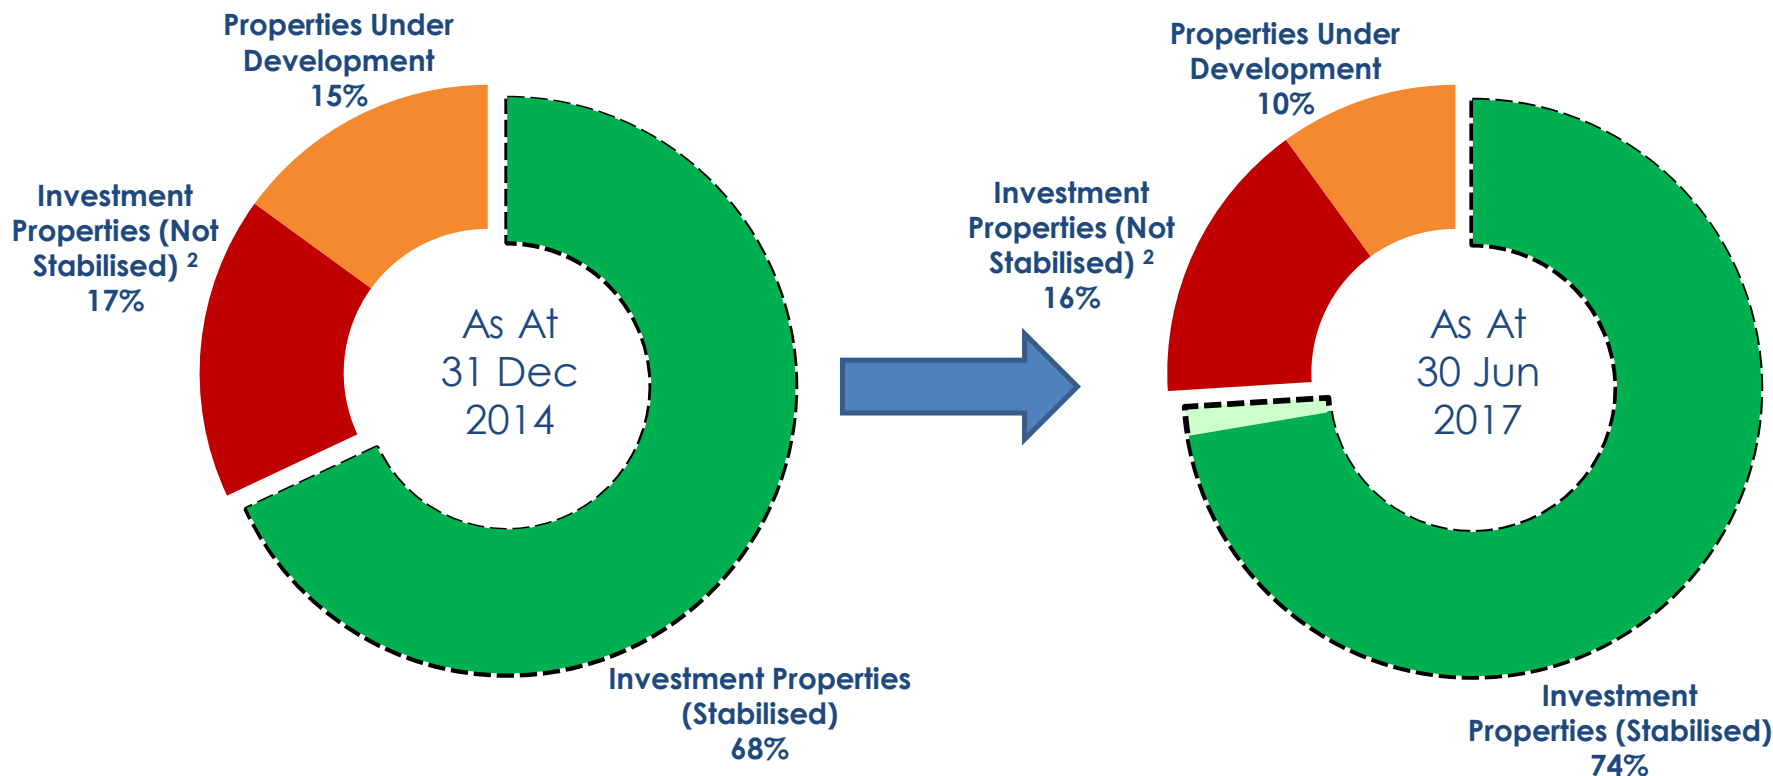 Properties Under
Development
15%
Investment
Properties (Not
Stabilised) 2
17%
As At
31 Dec
2014
Investment Properties
(Stabilised)
68%
Properties Under
Development
10%
Investment
Properties (Not
Stabilised) 2
16%
As At
30 Jun
2017
Investment
Properties (Stabilised)
74%